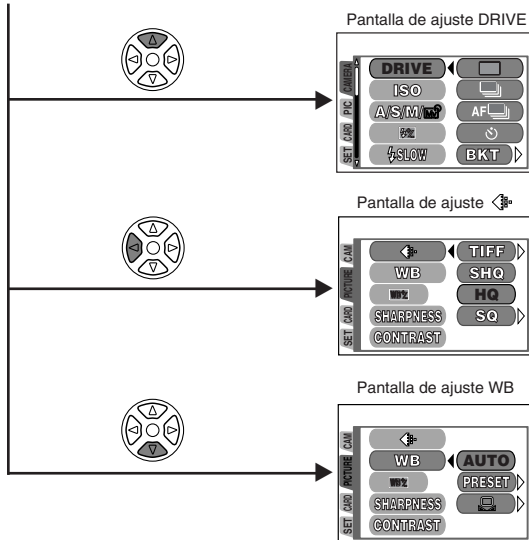 Pantalla de ajuste DRIVE
CAMERA
PIC
CARD
SET
DRIVE
ISO
A/S/M/
SLOW
AF
BKT
Pantalla de ajuste
CAM
PICTURE
CARD
SET
WB
SHARPNESS
CONTRAST
TIFF
SHQ
HQ
SQ
Pantalla de ajuste WB
CAM
PICTURE
CARD
SET
WB
SHARPNESS
CONTRAST
AUTO
PRESET